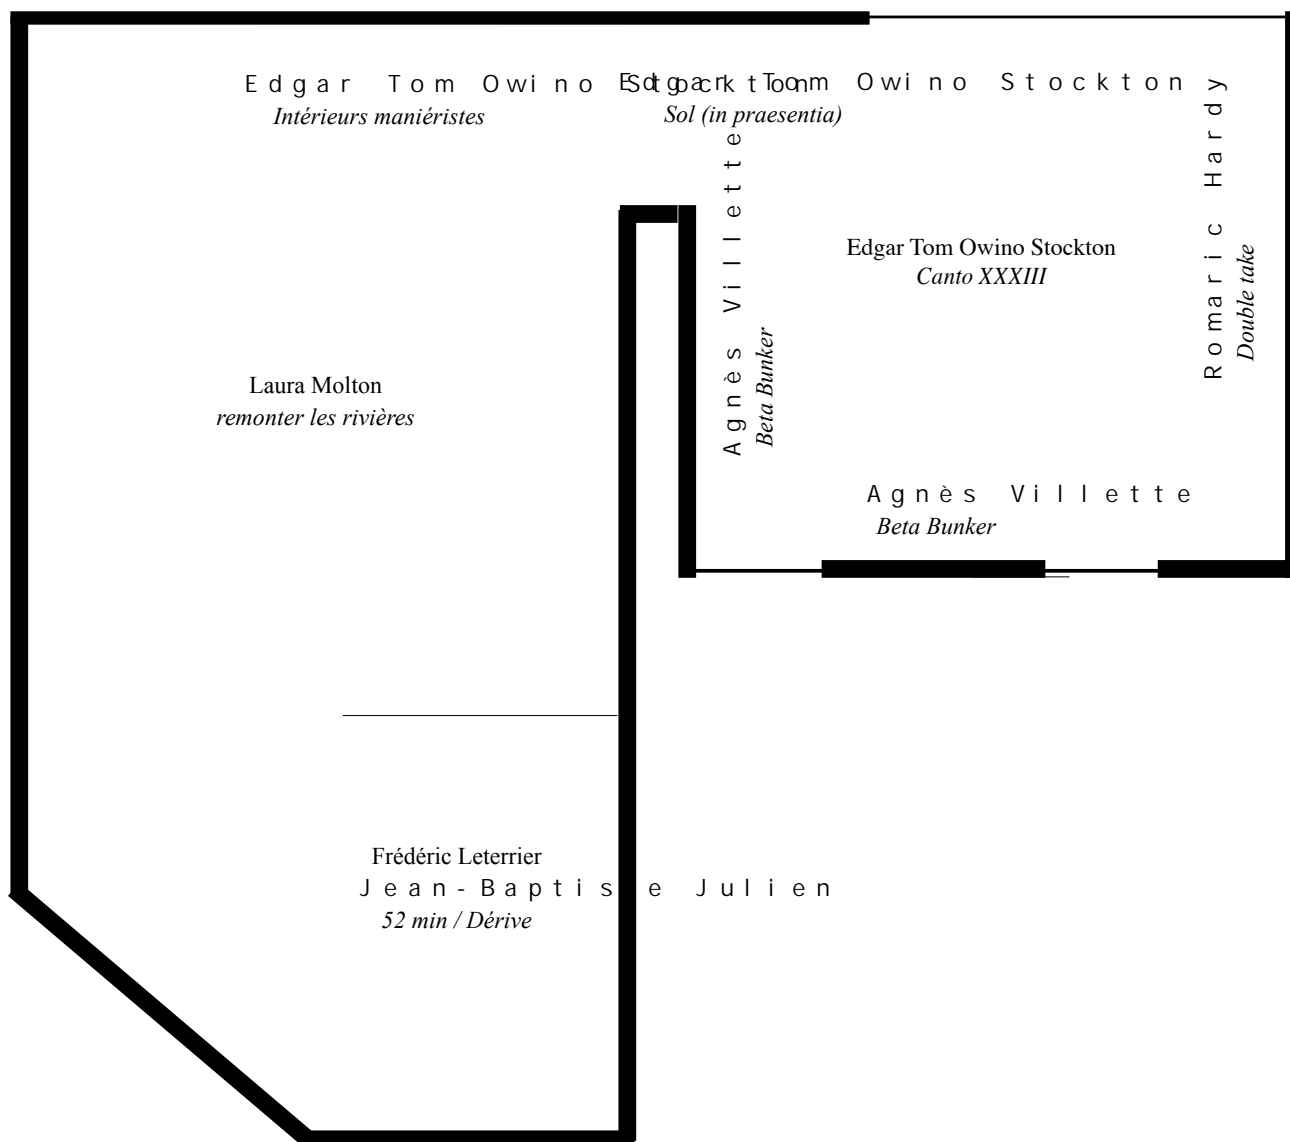 Edgar Tom Owino Stockton
Intérieurs maniéristes
Edgar Tom Owino Stockton
Sol (in praesentia)
Agnès Villette
Beta Bunker
Edgar Tom Owino Stockton
Canto XXXIII
Romaric Hardy
Double take
Laura Molton
remonter les rivières
Agnès Villette
Beta Bunker
Frédéric Leterrier
Jean-Baptiste Julien
52 min / Dérive